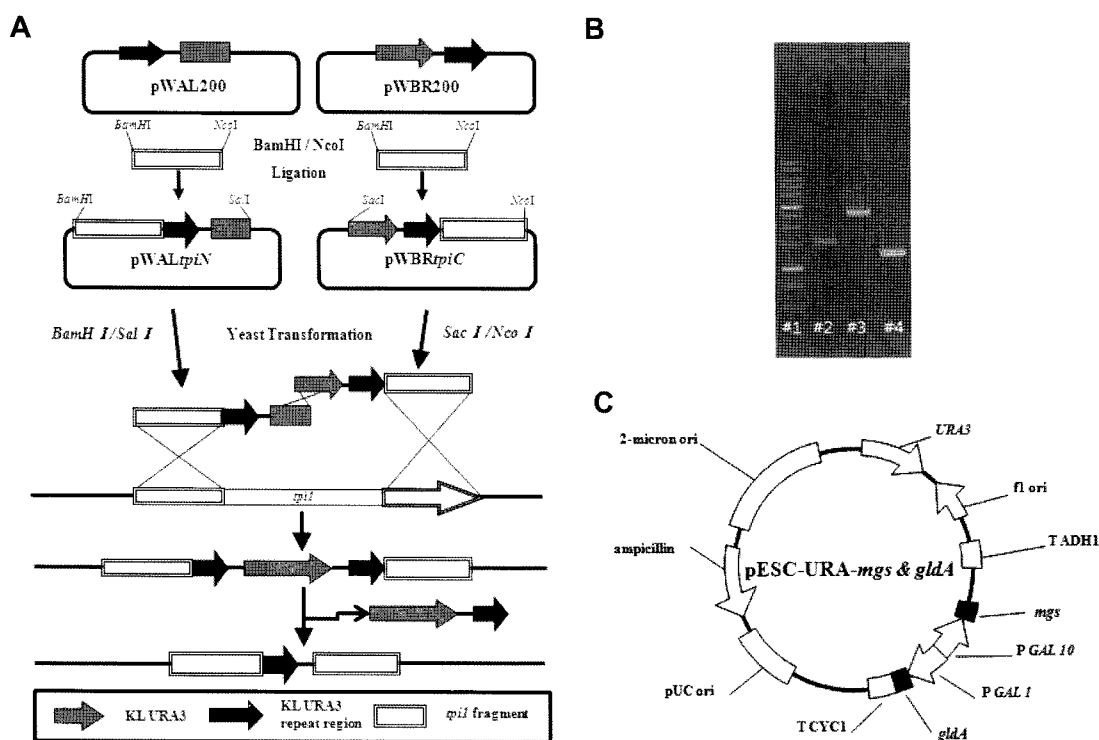 A
pWAL200
pWBR200
BamHI
NcoI
BamHI / NcoI
Ligation
BamHI
NcoI
BamHI
SalI
SacI
NcoI
pWALtpiN
pWBRtpiC
BamH I/Sal I
Yeast Transformation
Sac I/Nco I
tpi1
KL URA3
KL URA3
repeat region
tpi1 fragment
B
#1 #2 #3 #4
C
2-micron ori
URA3
f1 ori
T ADH1
ampicillin
pESC-URA-mgs & gldA
mgs
P GAL 10
P GAL 1
pUC ori
T CYC1
gldA